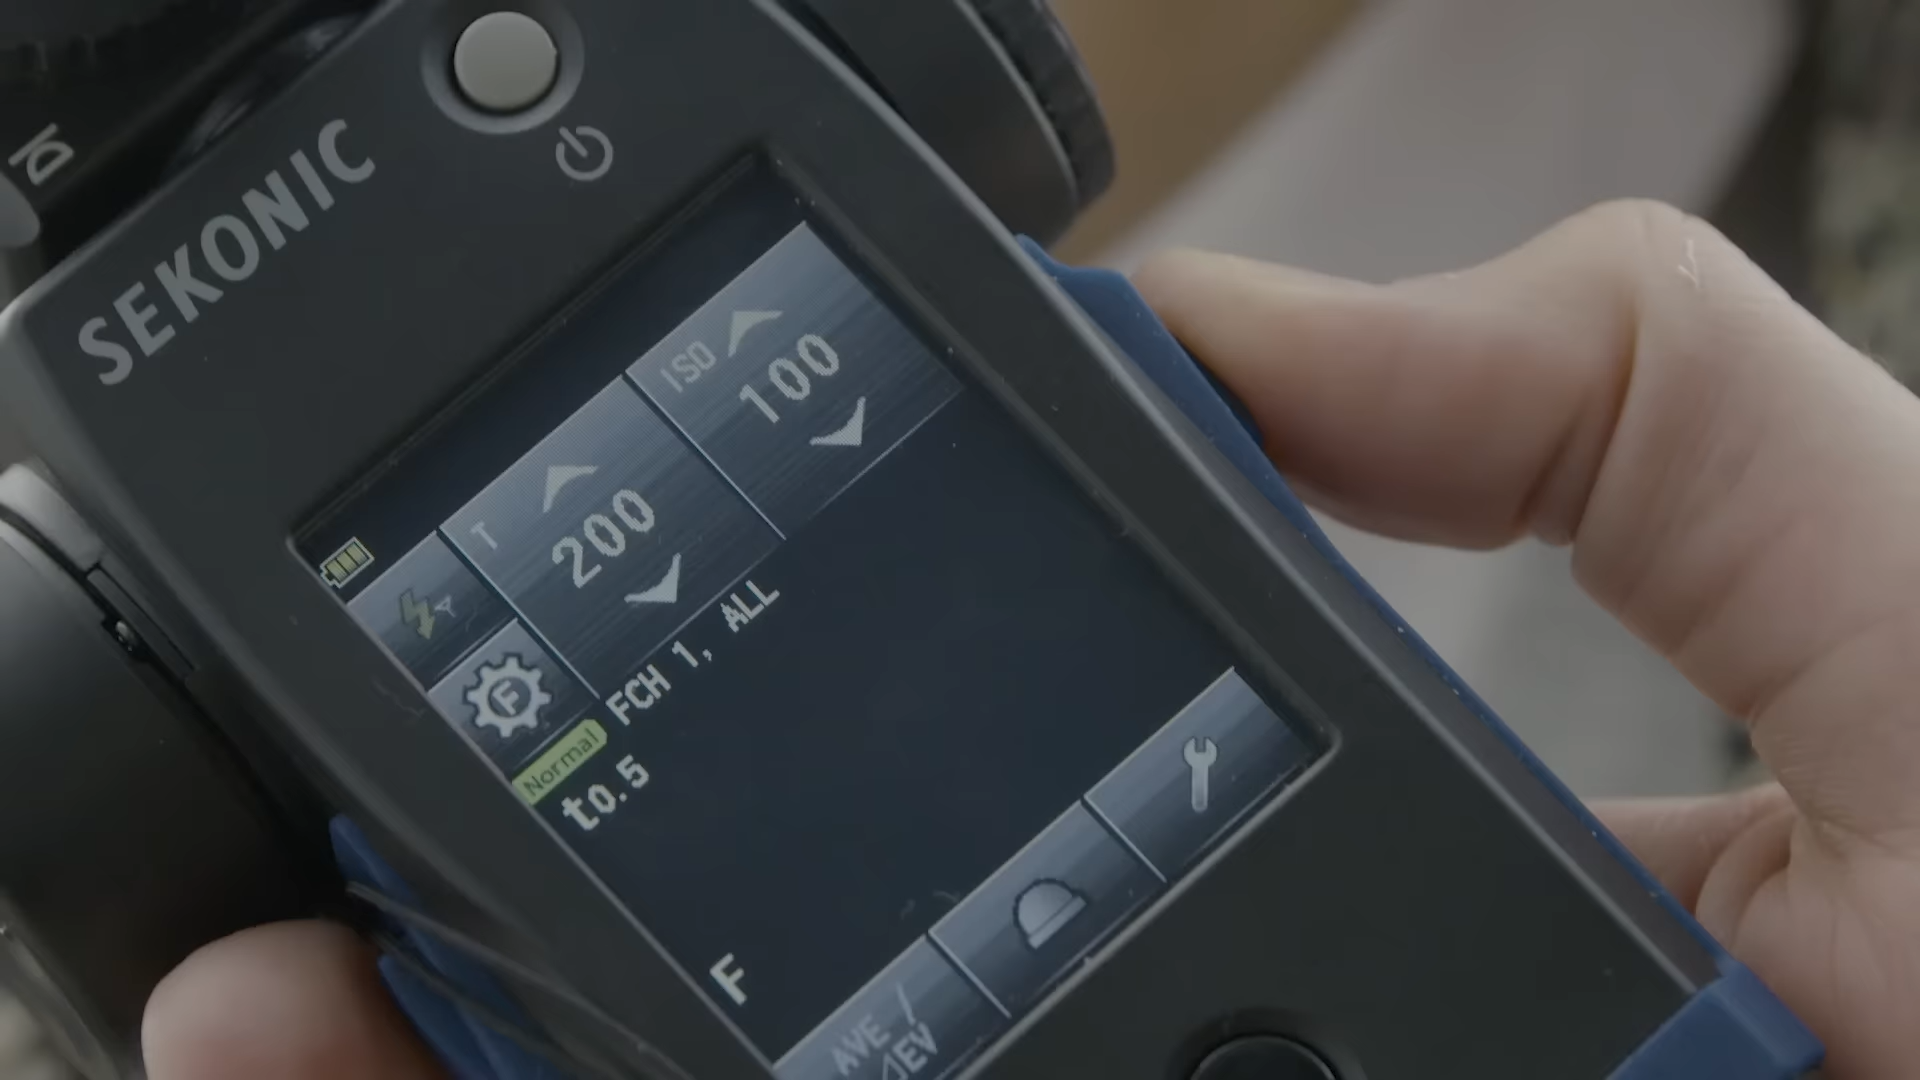 SEKONIC
ISO
100
T
200
FCH 1, ALL
Normal
t0.5
F
AVE /
⊿EV